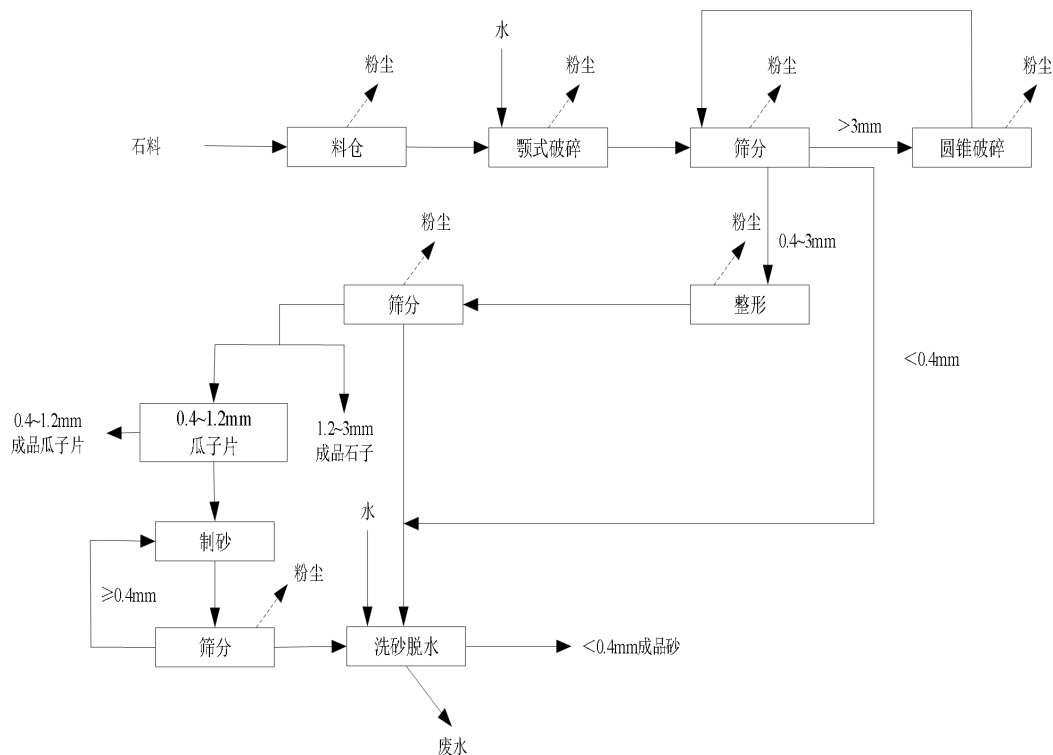 水
粉尘
粉尘
粉尘
粉尘
石料
料仓
颚式破碎
筛分
>3mm
圆锥破碎
粉尘
粉尘
0.4~3mm
筛分
整形
<0.4mm
0.4~1.2mm
成品瓜子片
0.4~1.2mm
瓜子片
1.2~3mm
成品石子
水
制砂
粉尘
≥0.4mm
筛分
洗砂脱水
<0.4mm成品砂
废水